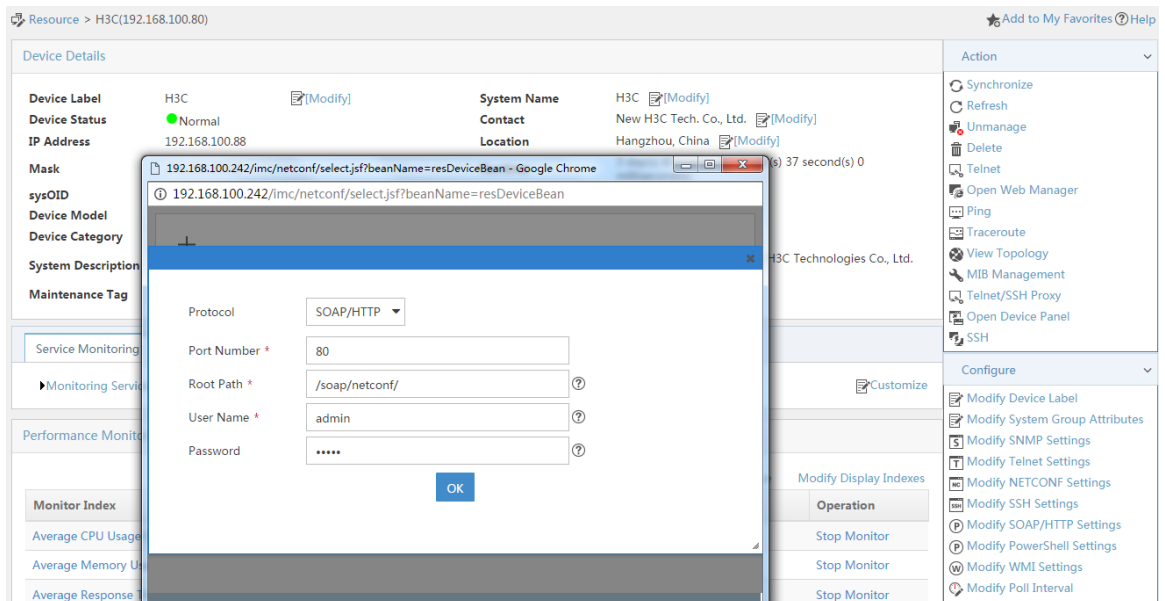 Resource > H3C(192.168.100.80)
Add to My Favorites ? Help
Device Details
Device Label H3C [Modify]
System Name H3C [Modify]
Device Status Normal
Contact New H3C Tech. Co., Ltd. [Modify]
IP Address 192.168.100.88
Location Hangzhou, China [Modify]
Mask
(s) 37 second(s) 0
sysOID
Device Model
Device Category
System Description
H3C Technologies Co., Ltd.
Maintenance Tag
192.168.100.242/imc/netconf/select.jsf?beanName=resDeviceBean - Google Chrome
192.168.100.242/imc/netconf/select.jsf?beanName=resDeviceBean
Protocol SOAP/HTTP
Port Number * 80
Root Path * /soap/netconf/ ?
User Name * admin ?
Password ••••• ?
OK
Service Monitoring
Monitoring Servi
Customize
Performance Monito
Modify Display Indexes
Monitor Index
Operation
Average CPU Usage
Stop Monitor
Average Memory Us
Stop Monitor
Average Response T
Stop Monitor
Action
Synchronize
Refresh
Unmanage
Delete
Telnet
Open Web Manager
Ping
Traceroute
View Topology
MIB Management
Telnet/SSH Proxy
Open Device Panel
SSH
Configure
Modify Device Label
Modify System Group Attributes
S Modify SNMP Settings
T Modify Telnet Settings
NC Modify NETCONF Settings
SSH Modify SSH Settings
P Modify SOAP/HTTP Settings
P Modify PowerShell Settings
W Modify WMI Settings
Modify Poll Interval